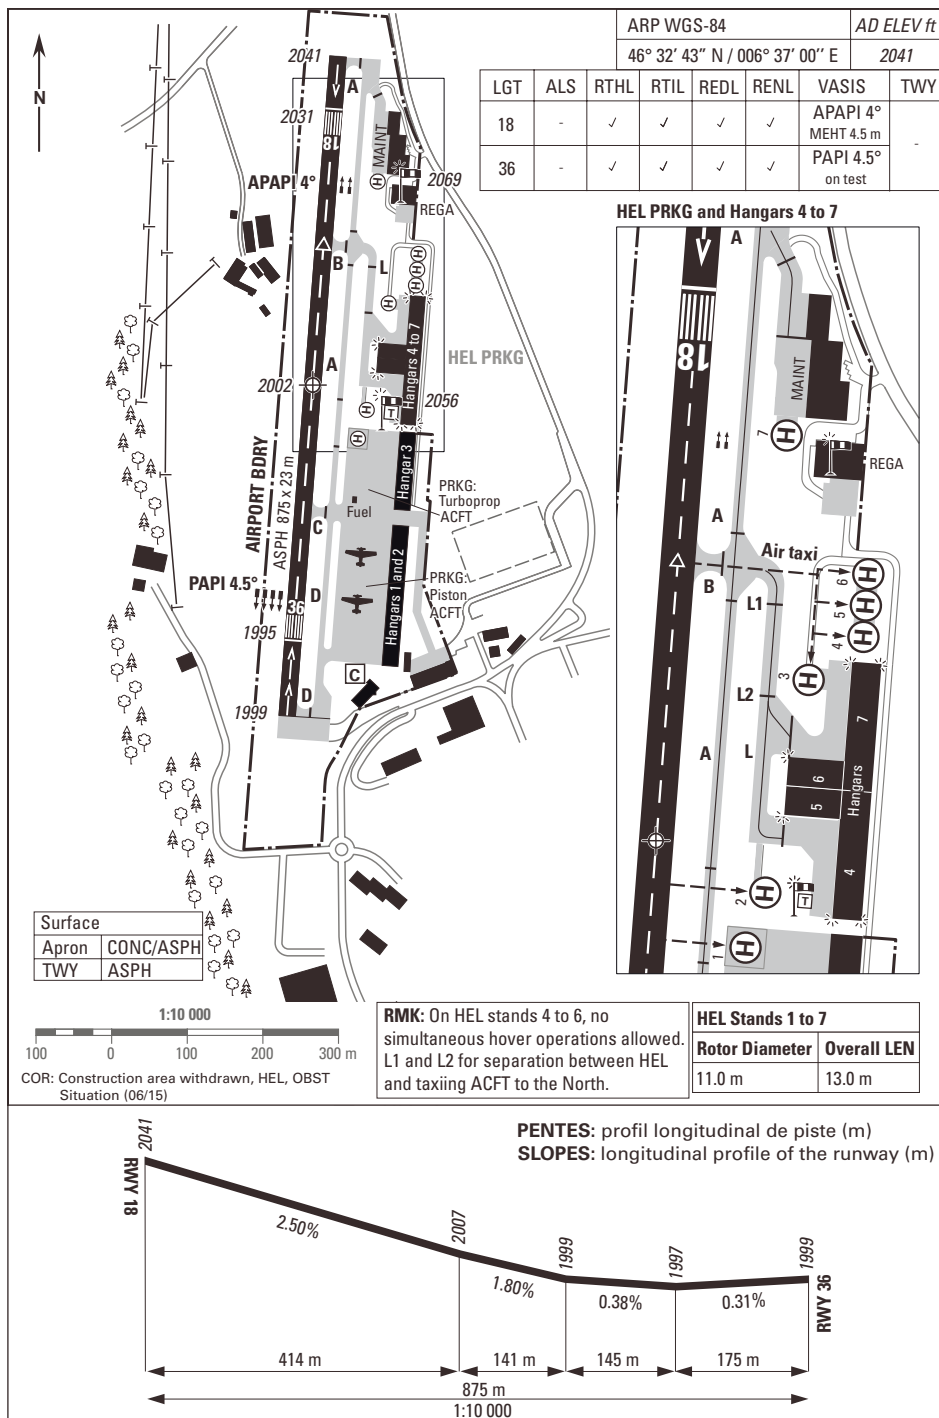 ARP WGS-84
AD ELEV ft
46° 32′ 43″ N / 006° 37′ 00′′ E
2041
LGT ALS RTHL RTIL REDL RENL VASIS TWY
18 - ✓ ✓ ✓ ✓ APAPI 4° MEHT 4.5 m -
36 - ✓ ✓ ✓ ✓ PAPI 4.5° on test
N
2041
A
2031
18
MAINT
APAPI 4°
H
2069
REGA
B
L
H
H
H
H
A
Hangars 4 to 7
HEL PRKG
2002
2056
H
T
H
AIRPORT BDRY
ASPH 875 x 23 m
Hangar 3
PRKG:
Turboprop
ACFT
Fuel
C
PAPI 4.5°
D
36
Hangars 1 and 2
PRKG:
Piston
ACFT
1995
C
D
1999
HEL PRKG and Hangars 4 to 7
A
18
MAINT
7
H
REGA
A
Air taxi
B
L1
6
H
5
H
4
H
3
H
L2
A
L
7
6
5
Hangars
4
2
H
T
1
H
Surface
Apron CONC/ASPH
TWY ASPH
1:10 000
100 0 100 200 300 m
COR: Construction area withdrawn, HEL, OBST
Situation (06/15)
RMK: On HEL stands 4 to 6, no
simultaneous hover operations allowed.
L1 and L2 for separation between HEL
and taxiing ACFT to the North.
HEL Stands 1 to 7
Rotor Diameter Overall LEN
11.0 m 13.0 m
PENTES: profil longitudinal de piste (m)
SLOPES: longitudinal profile of the runway (m)
2041
RWY 18
2.50%
2007
1.80%
1999
0.38%
1997
0.31%
1999
RWY 36
414 m 141 m 145 m 175 m
875 m
1:10 000